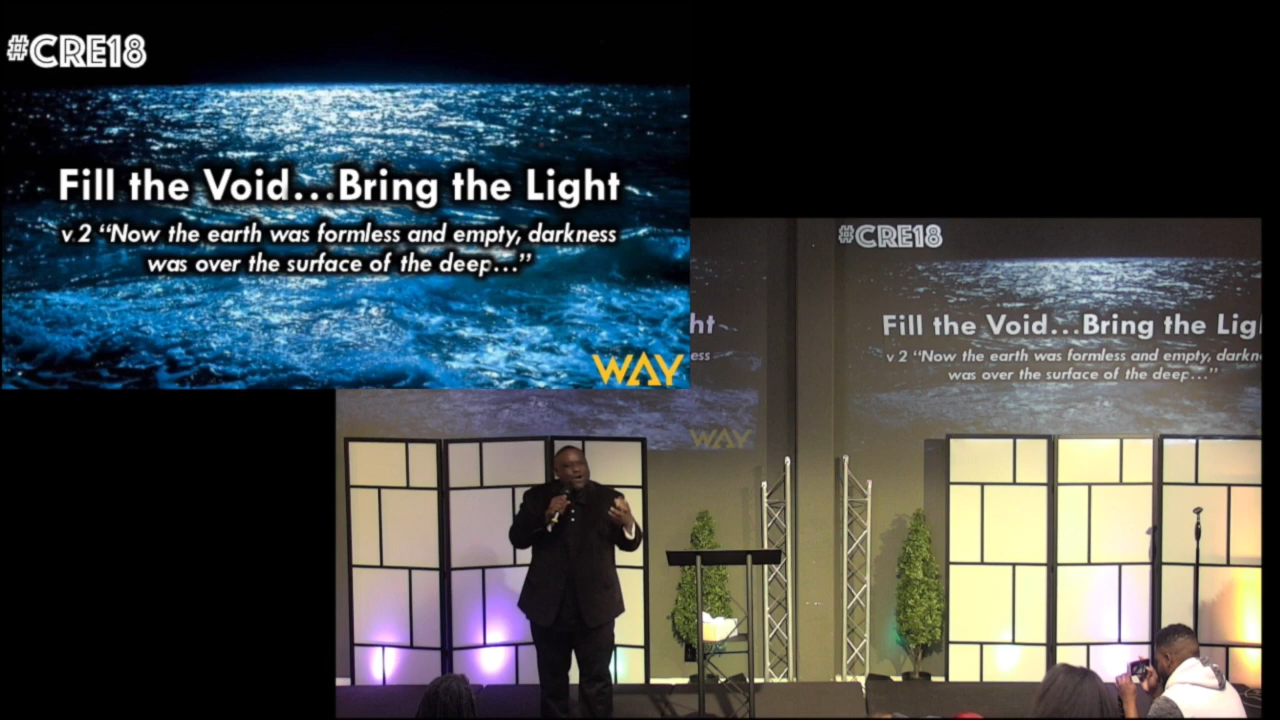 #CRE18
Fill the Void...Bring the Light
v.2 “Now the earth was formless and empty, darkness
was over the surface of the deep...”
WAY
ht
ess
WAY
#CRE18
Fill the Void...Bring the Ligh
v 2 “Now the earth was formless and empty, darkn
was over the surface of the deep...”